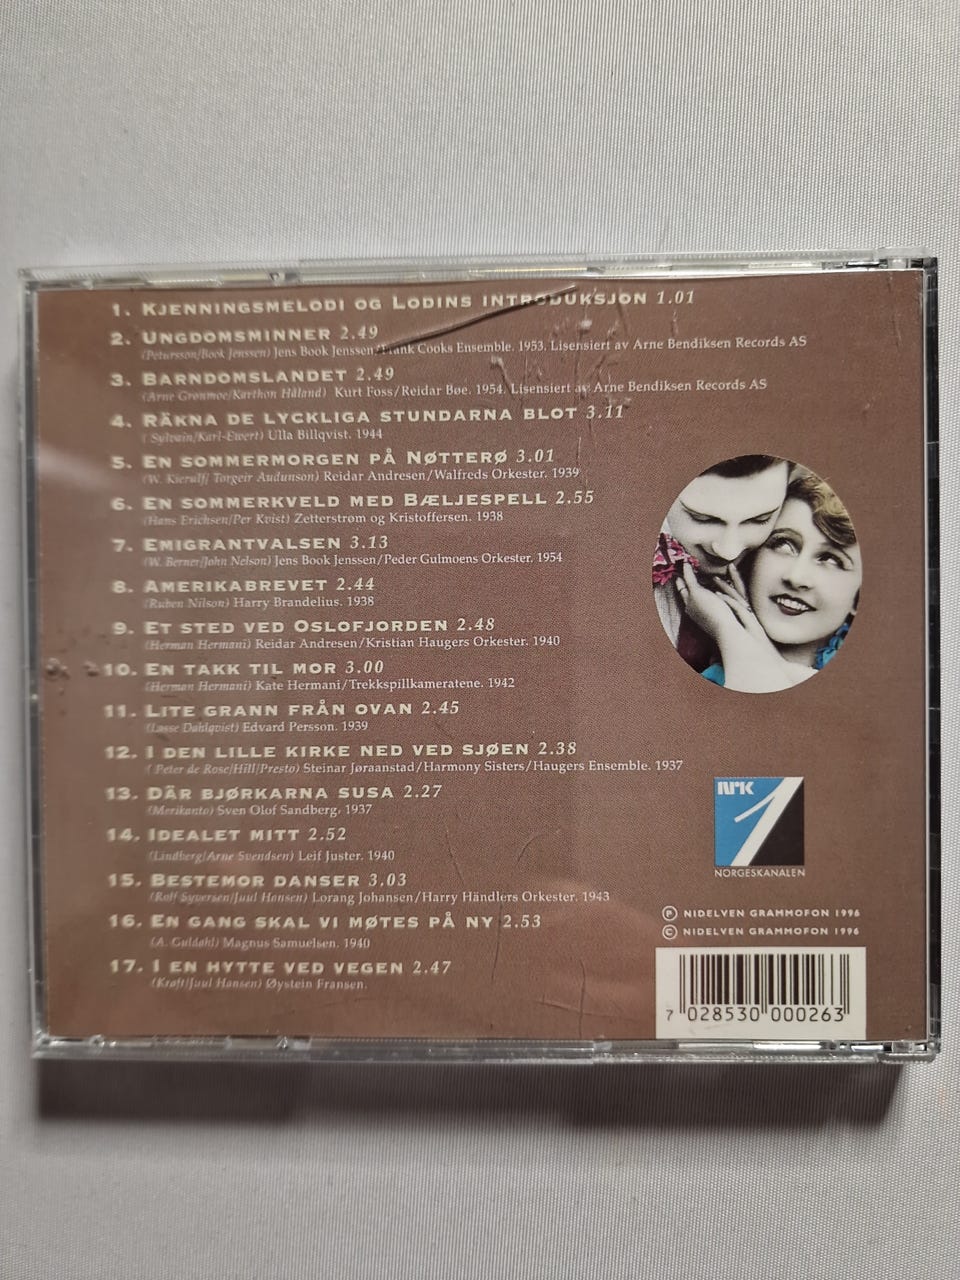 1. Kjenningsmelodi og Lodins introduksjon 1.01
2. Ungdomsminner 2.49
(Petursson/Book Jenssen) Jens Book Jenssen/Frank Cooks Ensemble. 1953. Lisensiert av Arne Bendiksen Records AS
3. Barndomslandet 2.49
(Arne Grønmoe/Karthon Håland) Kurt Foss/Reidar Bøe. 1954. Lisensiert av Arne Bendiksen Records AS
4. Räkna de lyckliga stundarna blot 3.11
( Sylvain/Karl-Ewert) Ulla Billqvist. 1944
5. En sommermorgen på Nøtterø 3.01
(W. Kierulf/ Torgeir Audunson) Reidar Andresen/Walfreds Orkester. 1939
6. En sommerkveld med Bæljespell 2.55
(Hans Erichsen/Per Kvist) Zetterstrøm og Kristoffersen. 1938
7. Emigrantvalsen 3.13
(W. Berner/John Nelson) Jens Book Jenssen/Peder Gulmoens Orkester. 1954
8. Amerikabrevet 2.44
(Ruben Nilson) Harry Brandelius. 1938
9. Et sted ved Oslofjorden 2.48
(Herman Hermani) Reidar Andresen/Kristian Haugers Orkester. 1940
10. En takk til mor 3.00
(Herman Hermani) Kate Hermani/Trekkspillkameratene. 1942
11. Lite grann från ovan 2.45
(Lasse Dahlqvist) Edvard Persson. 1939
12. I den lille kirke ned ved sjøen 2.38
( Peter de Rose/Hill/Presto) Steinar Jøraanstad/Harmony Sisters/Haugers Ensemble. 1937
13. Där bjørkarna susa 2.27
(Merikanto) Sven Olof Sandberg. 1937
14. Idealet mitt 2.52
(Lindberg/Arne Svendsen) Leif Juster. 1940
15. Bestemor danser 3.03
(Rolf Syversen/Juul Hansen) Lorang Johansen/Harry Händlers Orkester. 1943
16. En gang skal vi møtes på ny 2.53
(A. Guldahl) Magnus Samuelsen. 1940
17. I en hytte ved vegen 2.47
(Kraft/Juul Hansen) Øystein Fransen.
NRK 1
NORGESKANALEN
Ⓟ NIDELVEN GRAMMOFON 1996
© NIDELVEN GRAMMOFON 1996
7 028530 000263